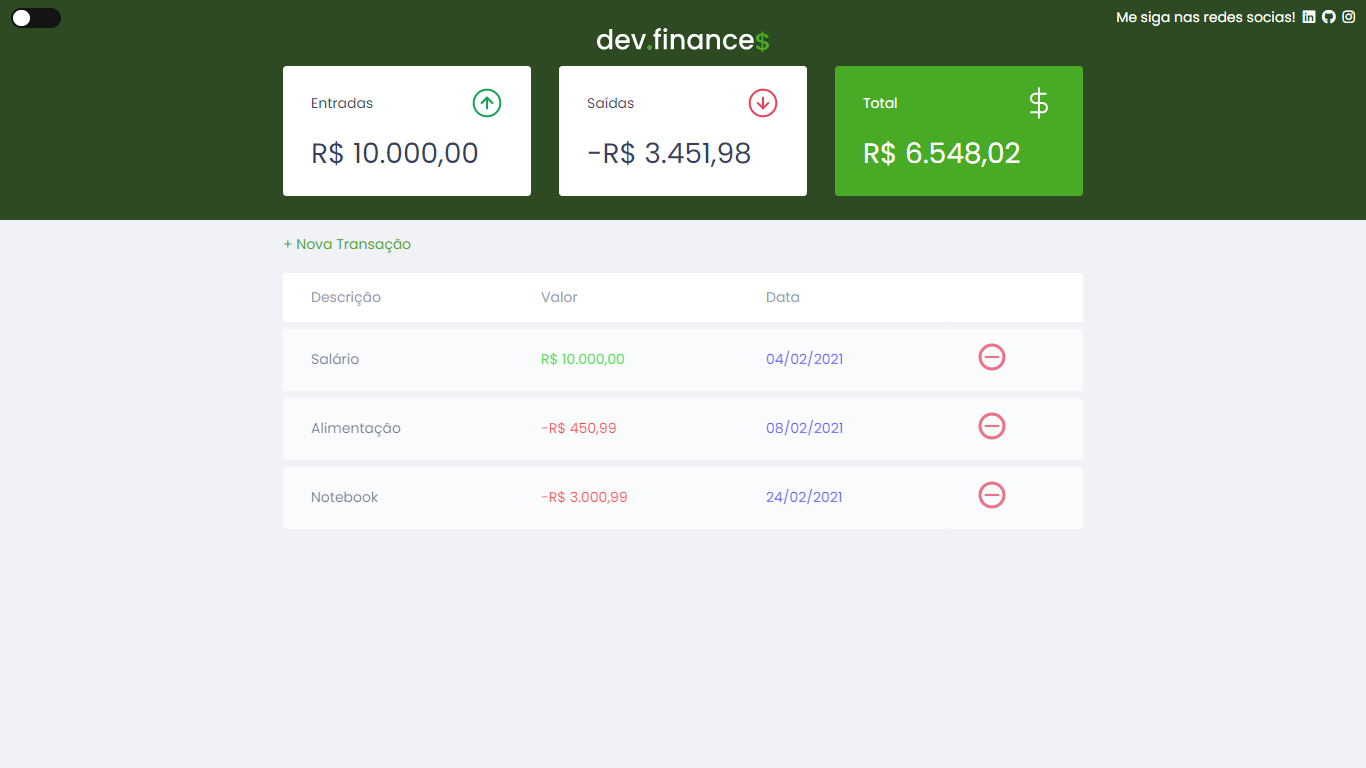 Me siga nas redes socias!
dev.finance$
Entradas
R$ 10.000,00
Saídas
-R$ 3.451,98
Total
$
R$ 6.548,02
+ Nova Transação
Descrição Valor Data
Salário R$ 10.000,00 04/02/2021
Alimentação -R$ 450,99 08/02/2021
Notebook -R$ 3.000,99 24/02/2021